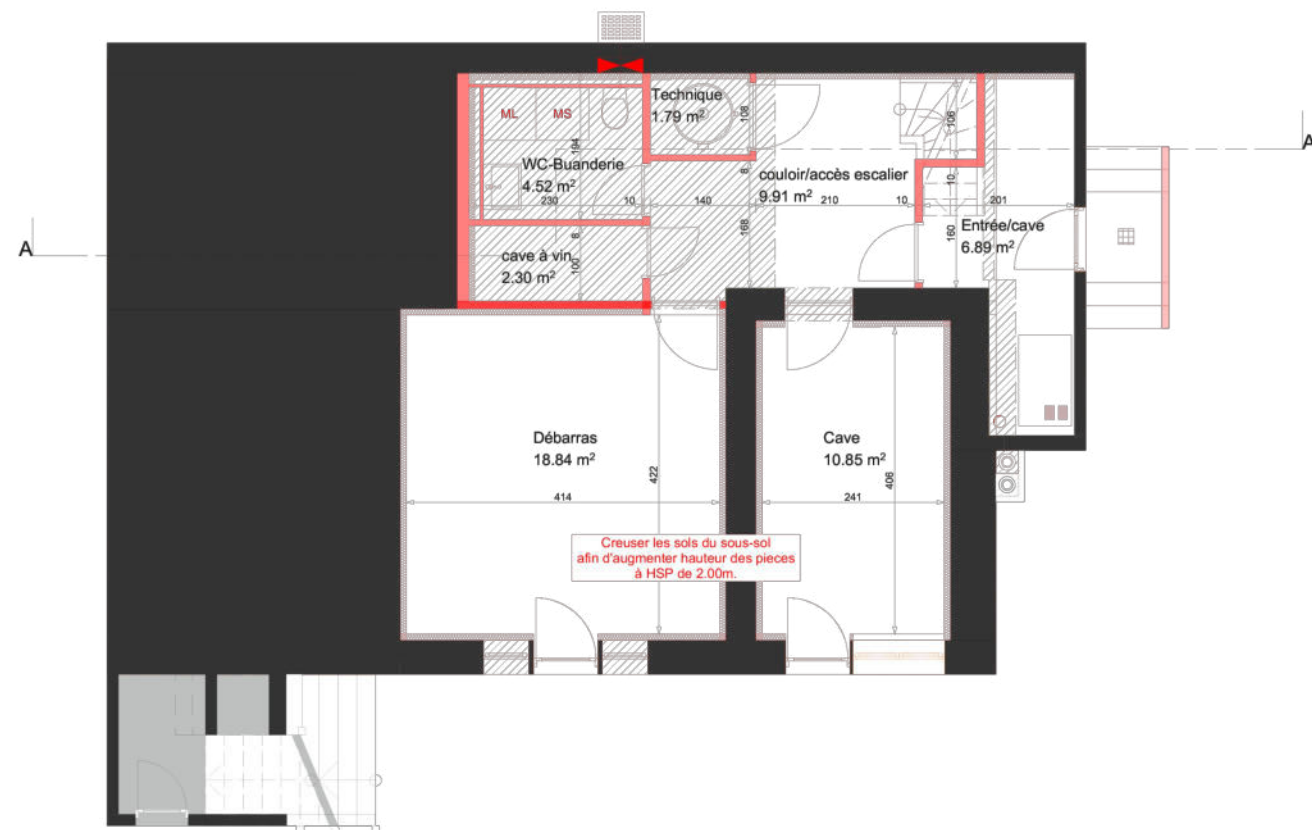 Technique
1.79 m²
108
106
ML
MS
A
194
WC-Buanderie
4.52 m²
8
couloir/accès escalier
9.91 m²
10
230
10
140
210
10
201
Entrée/cave
6.89 m²
A
8
168
160
cave à vin
2.30 m²
100
Débarras
18.84 m²
Cave
10.85 m²
422
406
414
241
Creuser les sols du sous-sol
afin d'augmenter hauteur des pieces
à HSP de 2.00m.